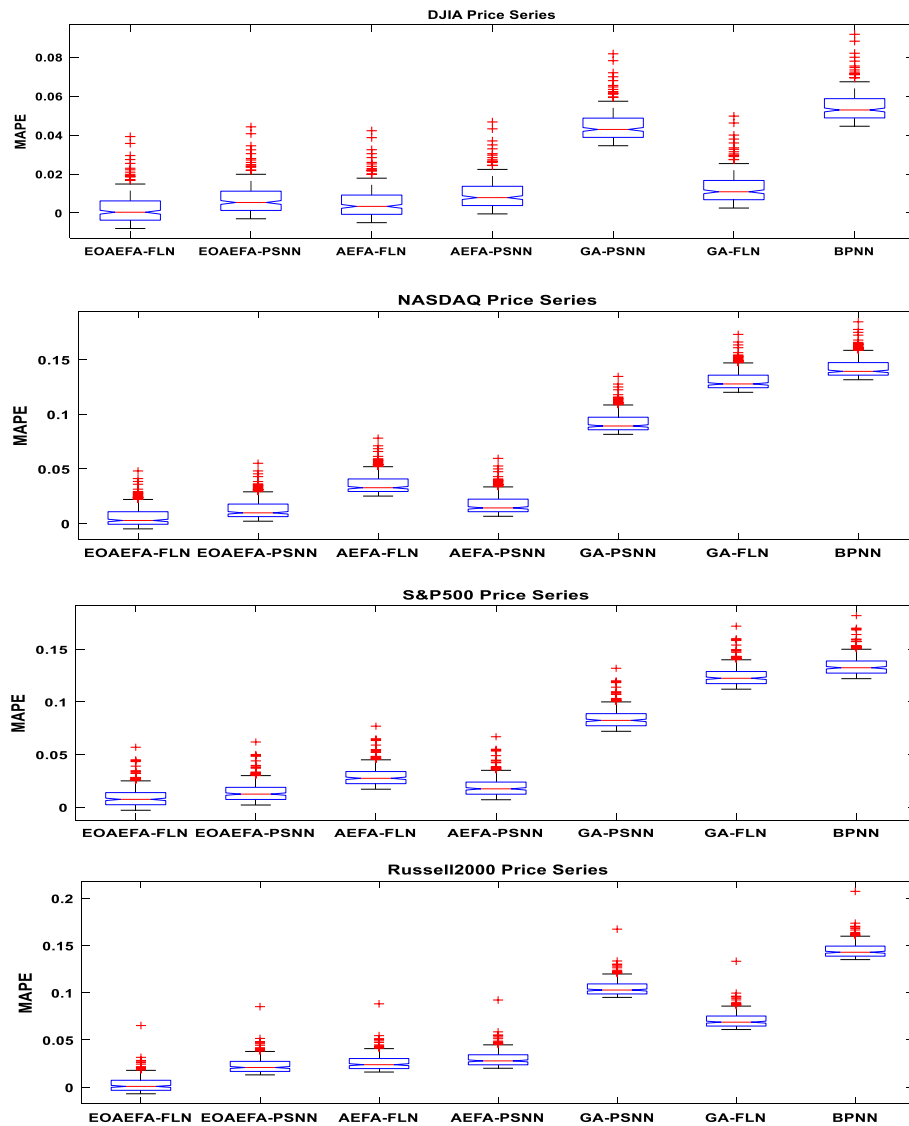 DJIA Price Series
0.08
0.06
0.04
0.02
0
MAPE
EOAEFA-FLN EOAEFA-PSNN AEFA-FLN AEFA-PSNN GA-PSNN GA-FLN BPNN
NASDAQ Price Series
0.15
0.1
0.05
0
MAPE
EOAEFA-FLN EOAEFA-PSNN AEFA-FLN AEFA-PSNN GA-PSNN GA-FLN BPNN
S&P500 Price Series
0.15
0.1
0.05
0
MAPE
EOAEFA-FLN EOAEFA-PSNN AEFA-FLN AEFA-PSNN GA-PSNN GA-FLN BPNN
Russell2000 Price Series
0.2
0.15
0.1
0.05
0
MAPE
EOAEFA-FLN EOAEFA-PSNN AEFA-FLN AEFA-PSNN GA-PSNN GA-FLN BPNN